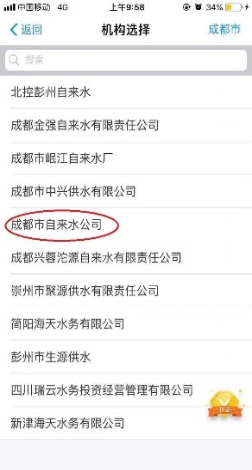 中国移动 4G 上午9:58 34%
返回 机构选择 成都市
搜索
北控彭州自来水
成都金强自来水有限责任公司
成都市岷江自来水厂
成都市中兴供水有限公司
成都市自来水公司
成都兴蓉沱源自来水有限责任公司
崇州市聚源供水有限责任公司
简阳海天水务有限公司
彭州市生源供水
四川瑞云水务投资经营管理有限公司
新津海天水务有限公司